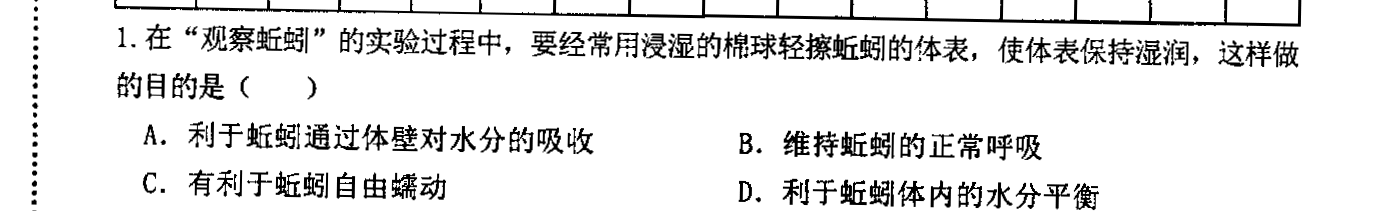 1.在“观察蚯蚓”的实验过程中，要经常用浸湿的棉球轻擦蚯蚓的体表，使体表保持湿润，这样做
的目的是（　　）
A．利于蚯蚓通过体壁对水分的吸收　　B．维持蚯蚓的正常呼吸
C．有利于蚯蚓自由蠕动　　D．利于蚯蚓体内的水分平衡